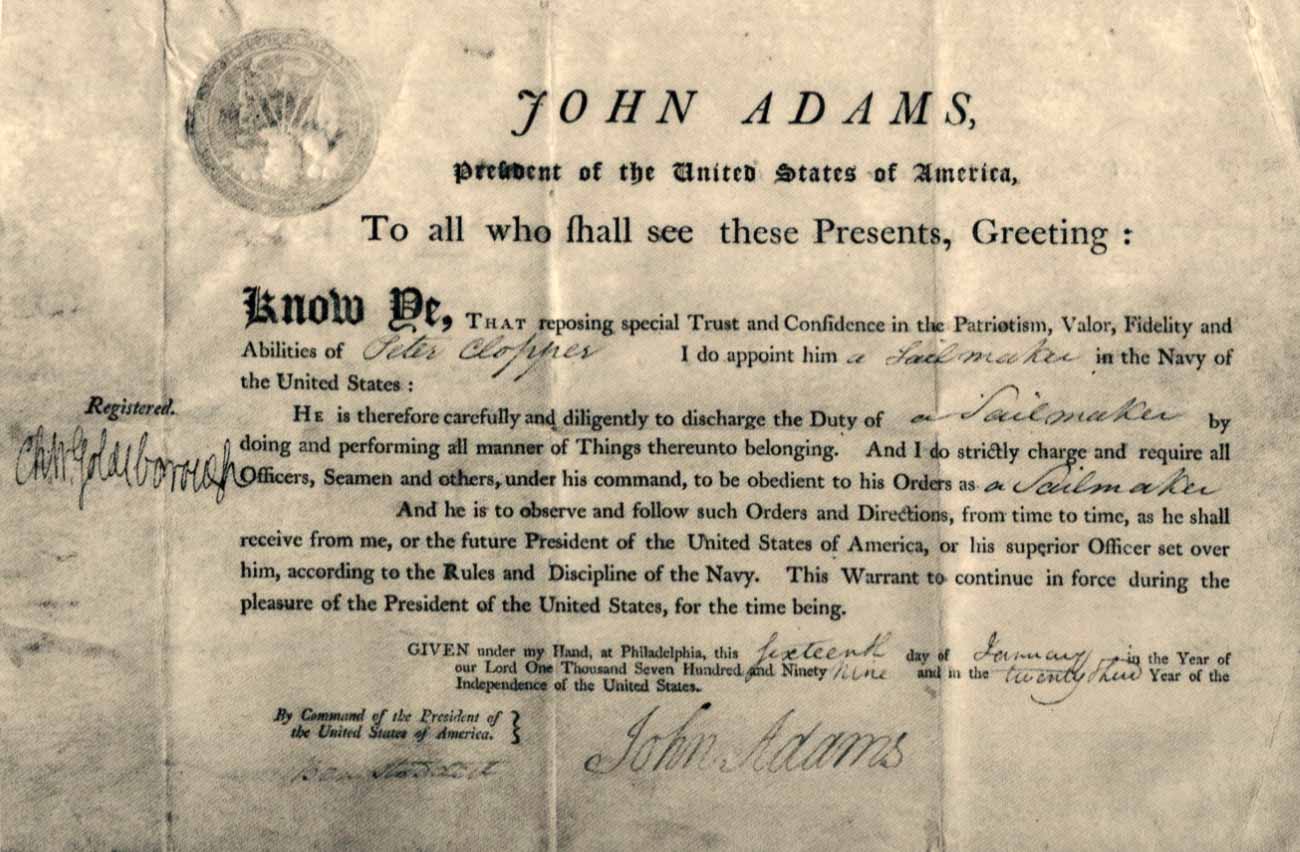 JOHN ADAMS,
President of the United States of America,
To all who ſhall see these Presents, Greeting :
Know Ye, THAT reposing special Trust and Confidence in the Patriotism, Valor, Fidelity and
Abilities of Peter Clopper I do appoint him a Sailmaker in the Navy of
the United States :
Registered.
Ch. W. Goldsborough
HE is therefore carefully and diligently to discharge the Duty of a Sailmaker by
doing and performing all manner of Things thereunto belonging. And I do strictly charge and require all
Officers, Seamen and others, under his command, to be obedient to his Orders as a Sailmaker
And he is to observe and follow such Orders and Directions, from time to time, as he shall
receive from me, or the future President of the United States of America, or his superior Officer set over
him, according to the Rules and Discipline of the Navy. This Warrant to continue in force during the
pleasure of the President of the United States, for the time being.
GIVEN under my Hand, at Philadelphia, this sixteenth day of January in the Year of
our Lord One Thousand Seven Hundred and Ninety nine and in the twenty third Year of the
Independence of the United States.
By Command of the President of
the United States of America.
Ben Stoddert
John Adams